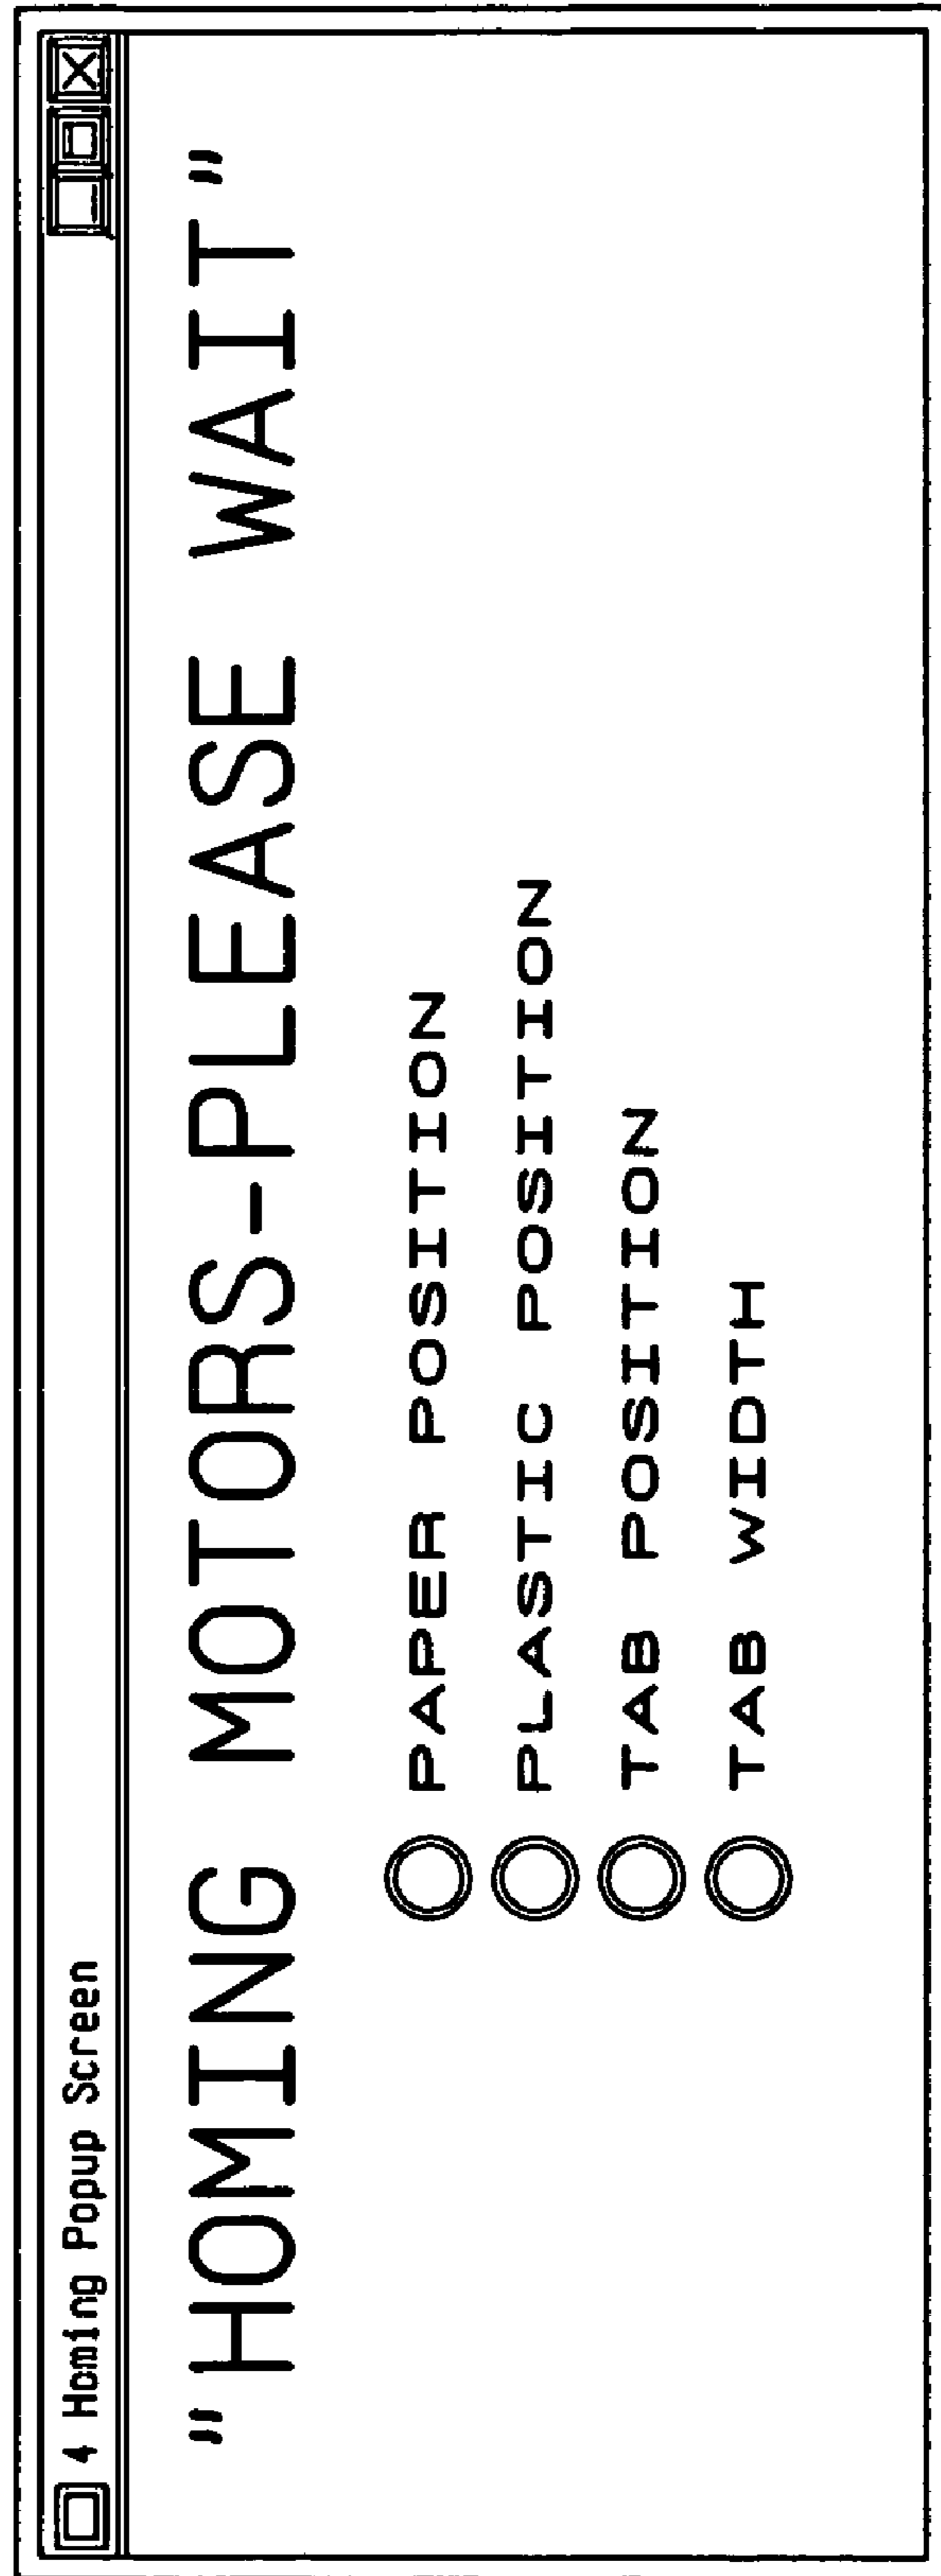 4 Homing Popup Screen
"HOMING MOTORS-PLEASE WAIT"
PAPER POSITION
PLASTIC POSITION
TAB POSITION
TAB WIDTH